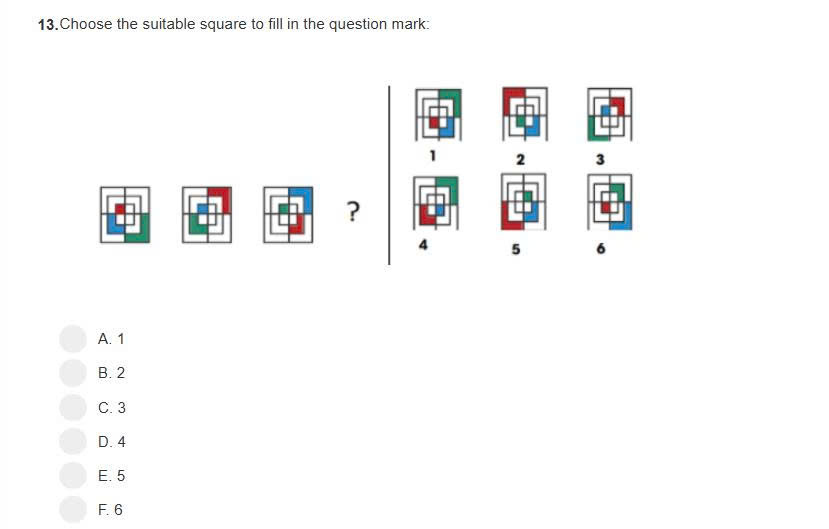 13.Choose the suitable square to fill in the question mark:
1 2 3
?
4 5 6
A. 1
B. 2
C. 3
D. 4
E. 5
F. 6